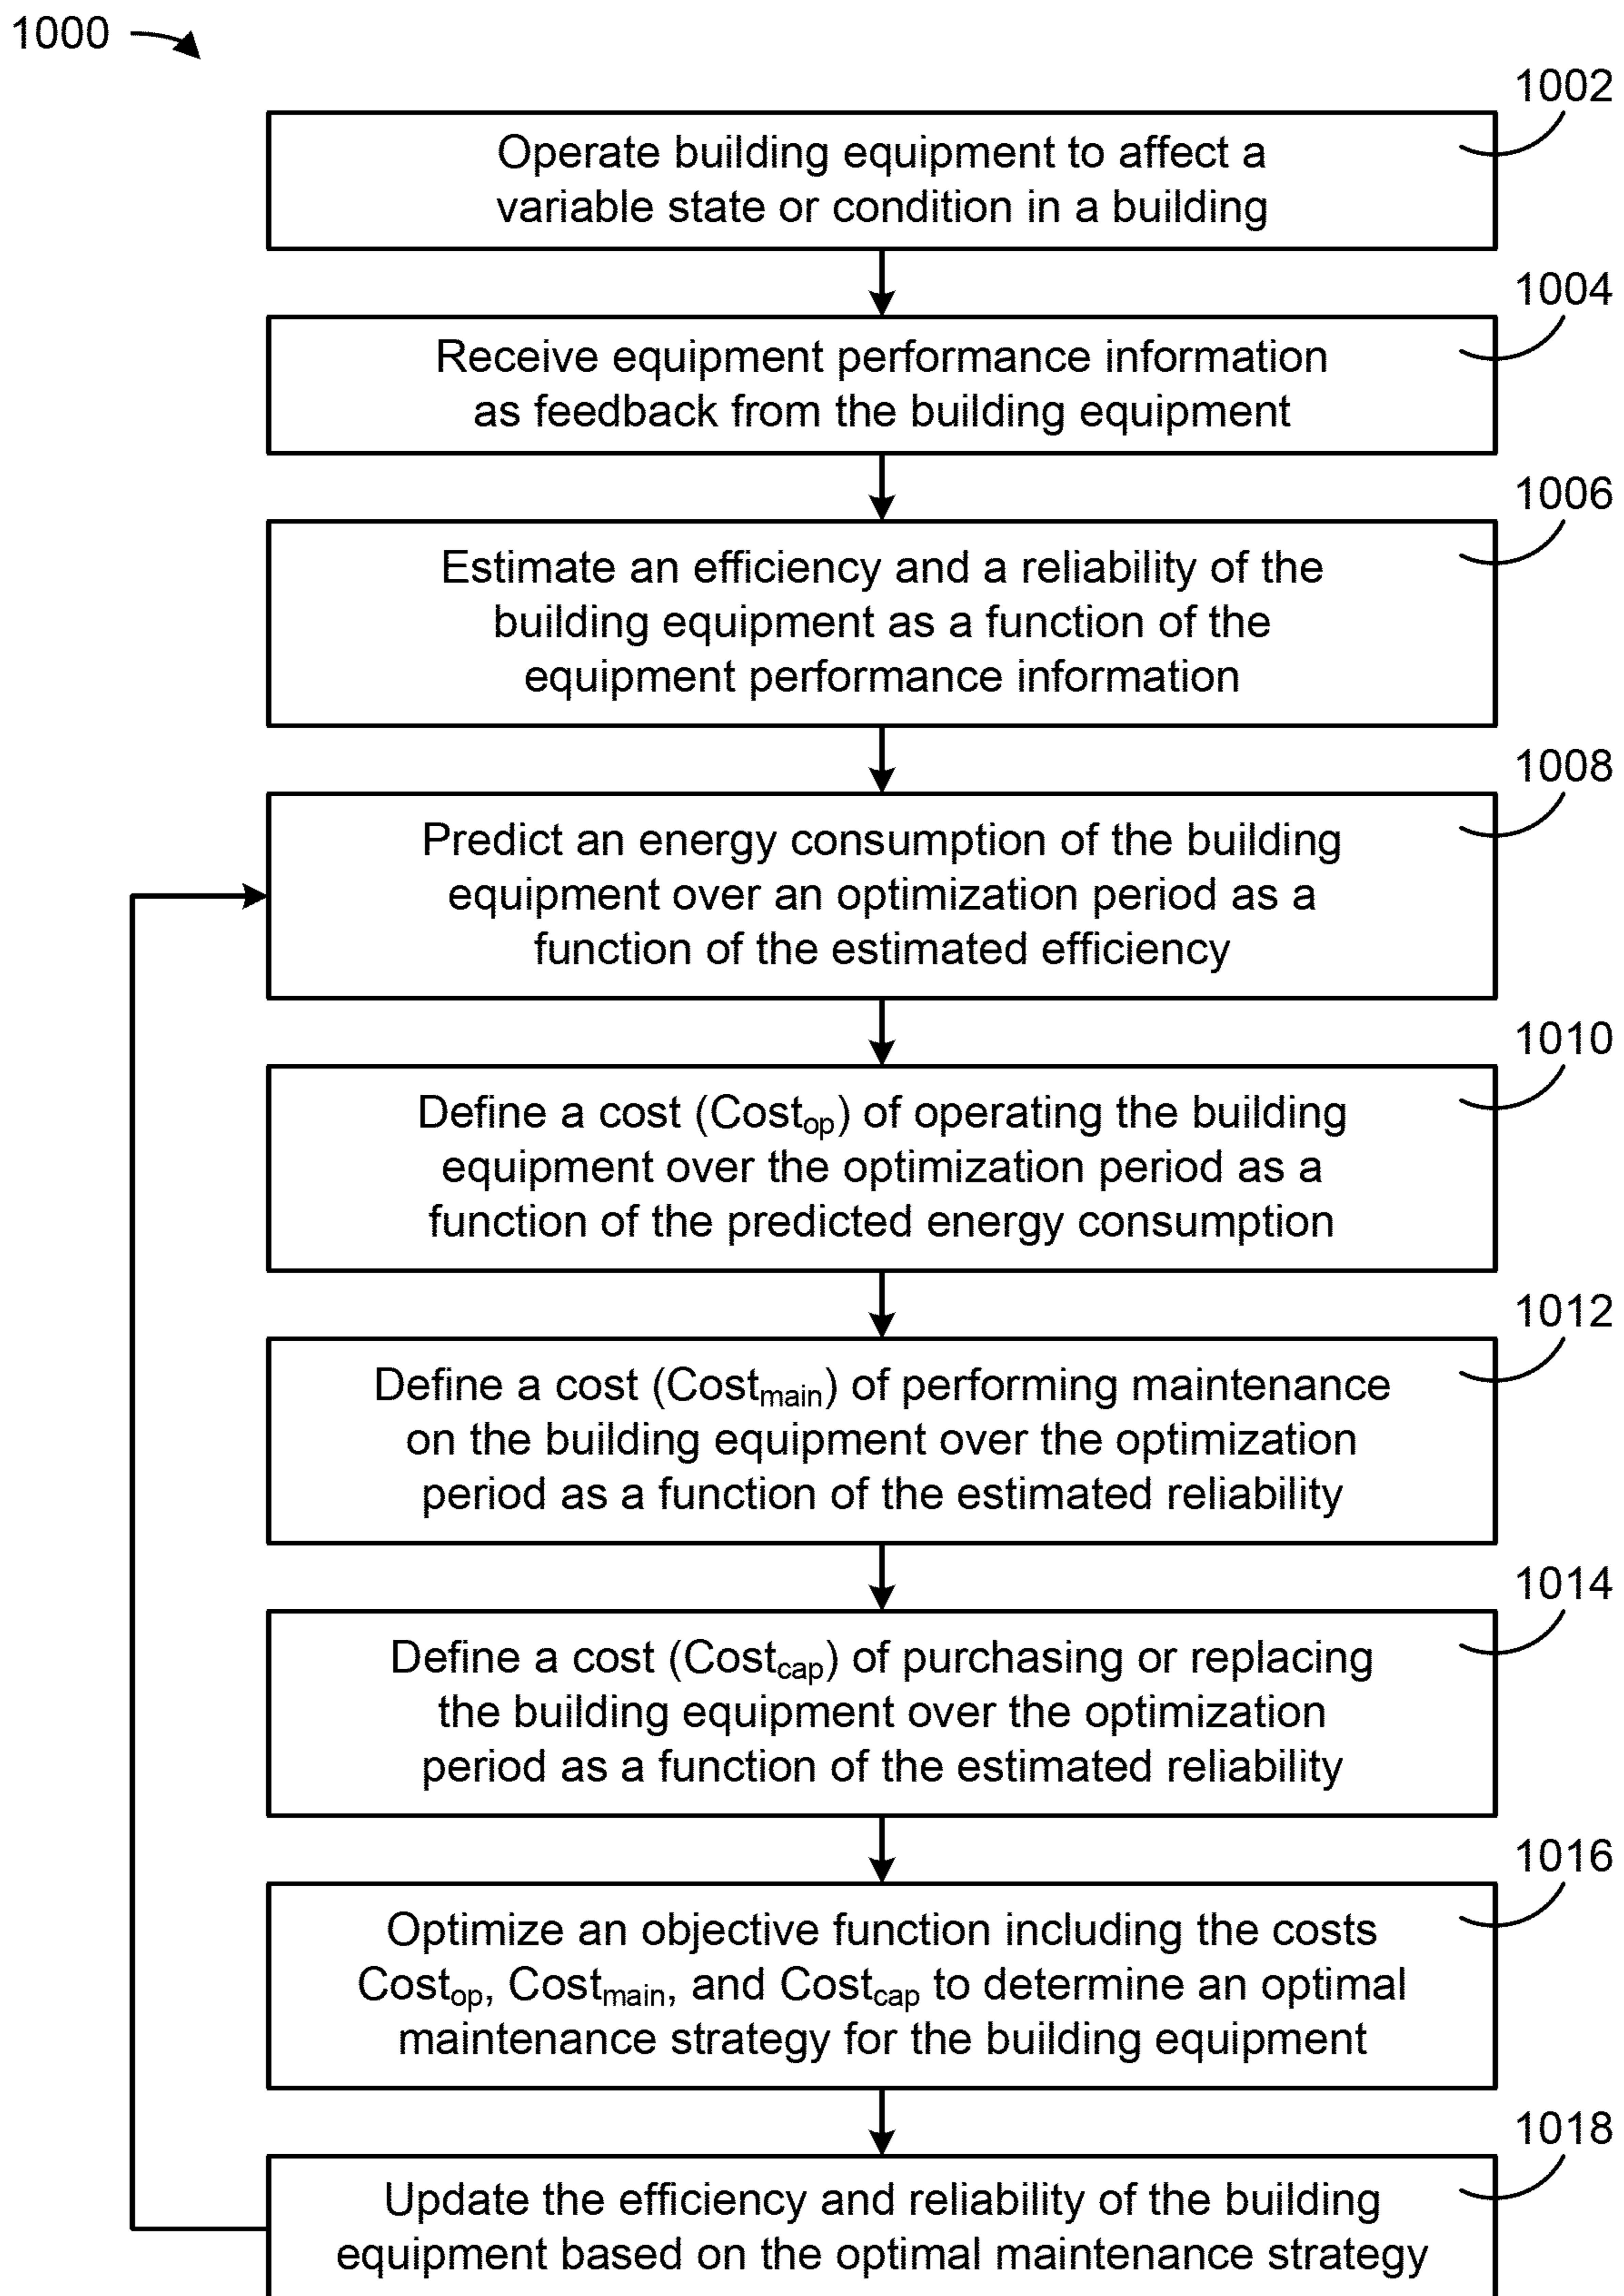 1000
1002
Operate building equipment to affect a
variable state or condition in a building
1004
Receive equipment performance information
as feedback from the building equipment
1006
Estimate an efficiency and a reliability of the
building equipment as a function of the
equipment performance information
1008
Predict an energy consumption of the building
equipment over an optimization period as a
function of the estimated efficiency
1010
Define a cost (Costop) of operating the building
equipment over the optimization period as a
function of the predicted energy consumption
1012
Define a cost (Costmain) of performing maintenance
on the building equipment over the optimization
period as a function of the estimated reliability
1014
Define a cost (Costcap) of purchasing or replacing
the building equipment over the optimization
period as a function of the estimated reliability
1016
Optimize an objective function including the costs
Costop, Costmain, and Costcap to determine an optimal
maintenance strategy for the building equipment
1018
Update the efficiency and reliability of the building
equipment based on the optimal maintenance strategy